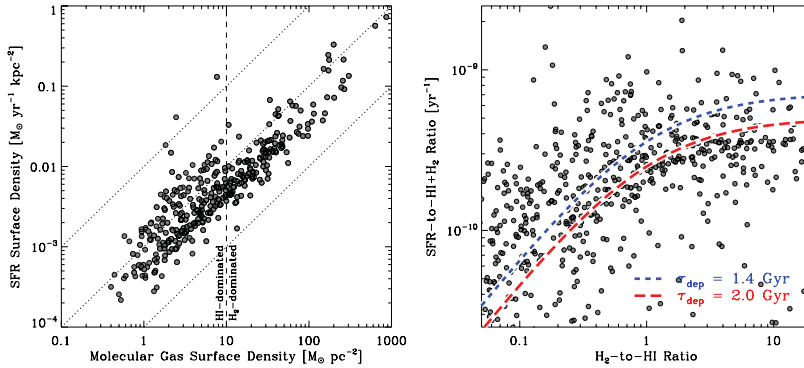 1
0.1
0.01
10⁻³
10⁻⁴
SFR Surface Density [M⊙ yr⁻¹ kpc⁻²]
HI-dominated
H₂-dominated
0.1 1 10 100 1000
Molecular Gas Surface Density [M⊙ pc⁻²]
10⁻⁹
10⁻¹⁰
SFR-to-HI+H₂ Ratio [yr⁻¹]
τdep = 1.4 Gyr
τdep = 2.0 Gyr
0.1 1 10
H₂-to-HI Ratio